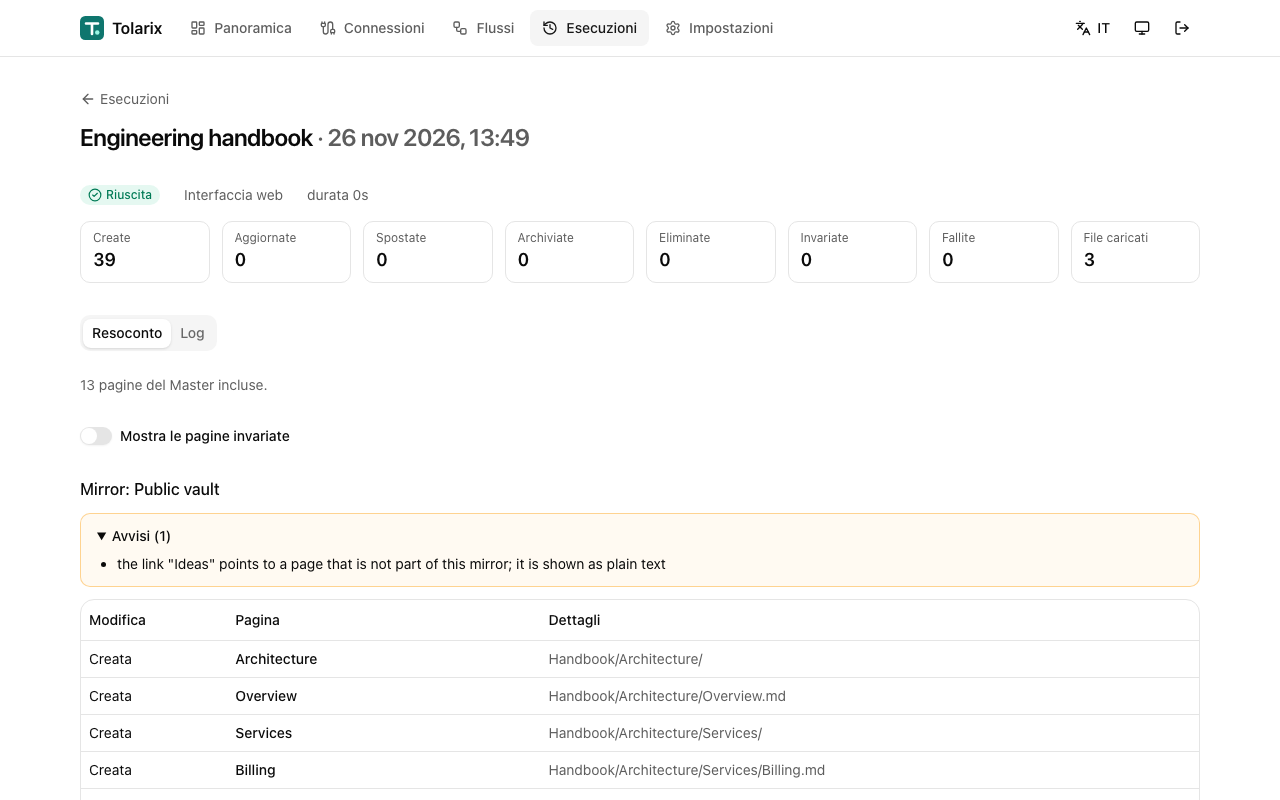 Tolarix
Panoramica
Connessioni
Flussi
Esecuzioni
Impostazioni
IT
Esecuzioni
Engineering handbook · 26 nov 2026, 13:49
Riuscita
Interfaccia web
durata 0s
Create
39
Aggiornate
0
Spostate
0
Archiviate
0
Eliminate
0
Invariate
0
Fallite
0
File caricati
3
Resoconto
Log
13 pagine del Master incluse.
Mostra le pagine invariate
Mirror: Public vault
Avvisi (1)
the link "Ideas" points to a page that is not part of this mirror; it is shown as plain text
Modifica Pagina Dettagli
Creata Architecture Handbook/Architecture/
Creata Overview Handbook/Architecture/Overview.md
Creata Services Handbook/Architecture/Services/
Creata Billing Handbook/Architecture/Services/Billing.md